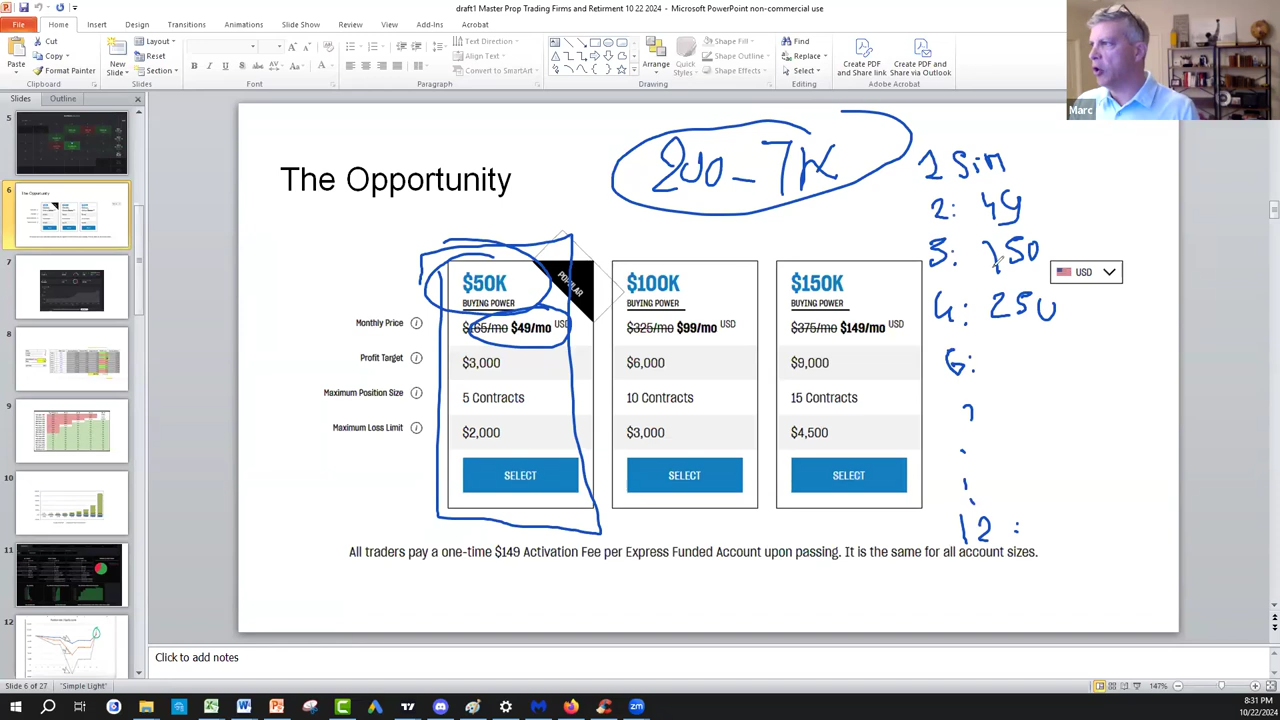 draft1 Master Prop Trading Firms and Retirment 10 22 2024 - Microsoft PowerPoint non-commercial use
File Home Insert Design Transitions Animations Slide Show Review View Add-Ins Acrobat
Cut
Copy
Format Painter
Paste
Clipboard
New Slide
Layout
Reset
Section
Slides
Font
Text Direction
Align Text
Convert to SmartArt
Paragraph
Arrange
Quick Styles
Shape Fill
Shape Outline
Shape Effects
Drawing
Find
Replace
Select
Editing
Create PDF and Share link
Create PDF and Share via Outlook
Adobe Acrobat
Marc
Slides Outline
5
6
7
8
9
10
11
12
The Opportunity
200 - 7K
1 Sim
2: 49
3: 150
4: 250
12 :
USD
POPULAR
$50K $100K $150K
BUYING POWER BUYING POWER BUYING POWER
Monthly Price $165/mo $49/mo USD $325/mo $99/mo USD $375/mo $149/mo USD
Profit Target $3,000 $6,000 $9,000
Maximum Position Size 5 Contracts 10 Contracts 15 Contracts
Maximum Loss Limit $2,000 $3,000 $4,500
SELECT SELECT SELECT
All traders pay a one-time $149 Activation Fee per Express Funded Account upon passing. It is the same for all account sizes.
Click to add notes
Slide 6 of 27 "Simple Light" 147%
8:31 PM
10/22/2024